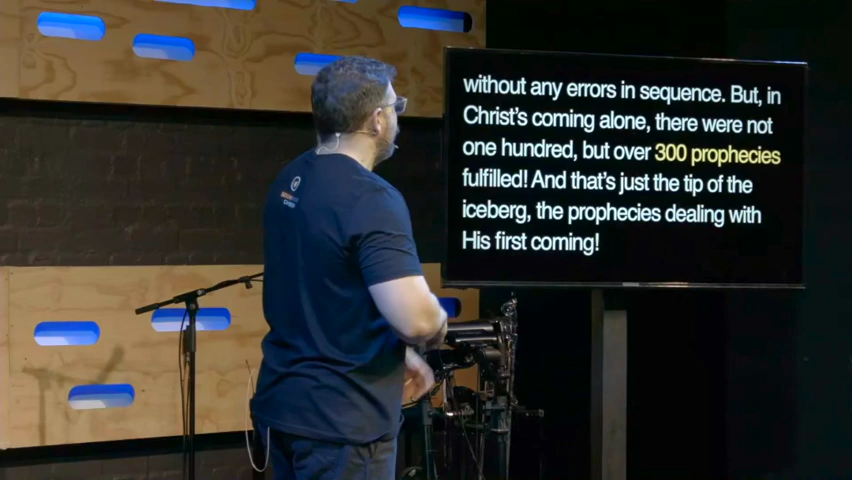 without any errors in sequence. But, in
Christ's coming alone, there were not
one hundred, but over 300 prophecies
fulfilled! And that's just the tip of the
iceberg, the prophecies dealing with
His first coming!